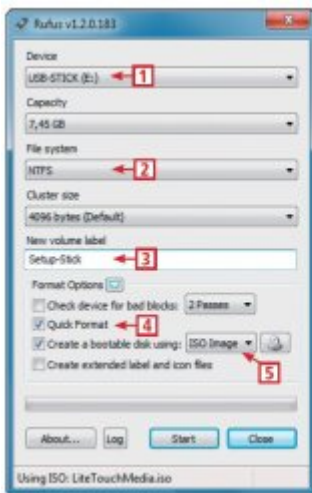 Rufus v1.2.0.183
Device
USB-STICK (E:)
1
Capacity
7,45 GB
File system
NTFS
2
Cluster size
4096 bytes (Default)
New volume label
Setup-Stick
3
Format Options
Check device for bad blocks: 2 Passes
Quick Format
4
Create a bootable disk using: ISO Image
5
Create extended label and icon files
About... Log Start Close
Using ISO: LiteTouchMedia.iso